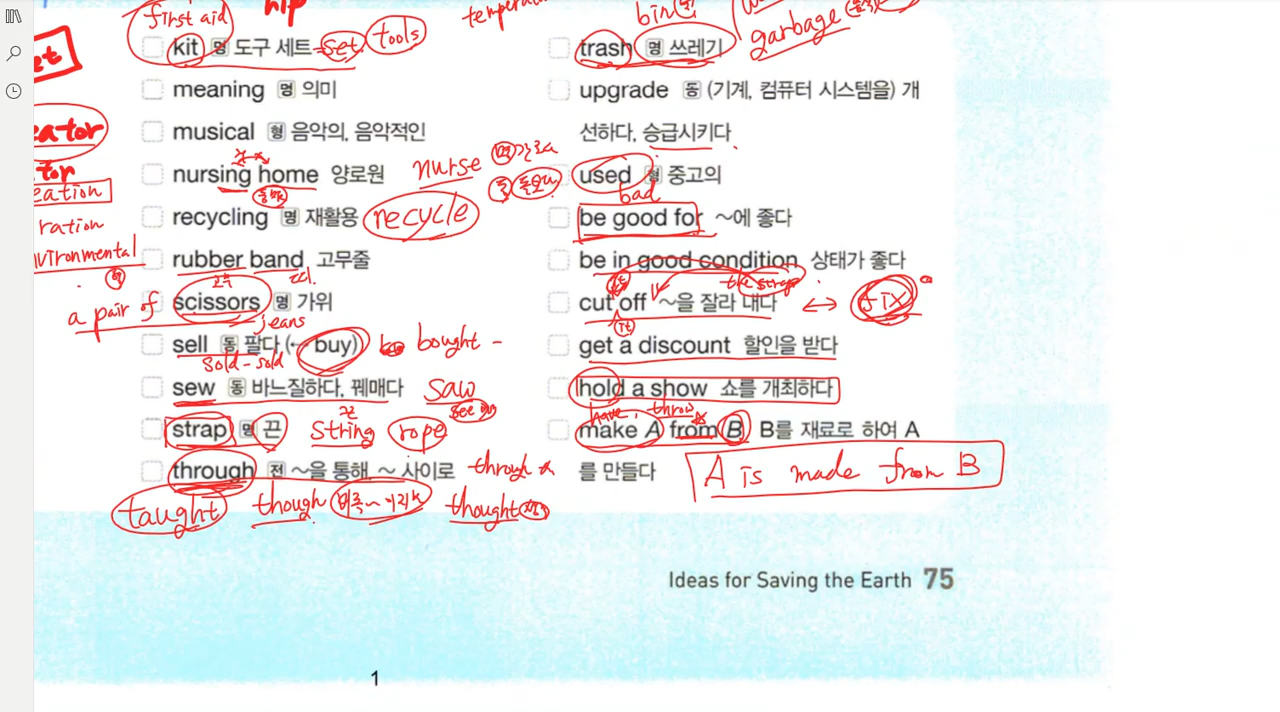 first aid
kit 명 도구 세트 = set tools
meaning 명 의미
musical 형 음악의, 음악적인
nursing home 양로원 nurse
recycling 명 재활용 recycle
rubber band 고무줄
a pair of scissors 명 가위
jeans
sell 동 팔다 (↔ buy) bought -
sold - sold
sew 동 바느질하다, 꿰매다 saw
see
strap 명 끈 string rope
through 전 ~을 통해, ~ 사이로 through
taught though thought
bin
garbage
trash 명 쓰레기
upgrade 동 (기계, 컴퓨터 시스템을) 개
선하다, 승급시키다
used 형 중고의
bad
be good for ~에 좋다
be in good condition 상태가 좋다
the strap
cut off ~을 잘라 내다 ↔ fix
it
get a discount 할인을 받다
hold a show 쇼를 개최하다
have, throw
make A from B B를 재료로 하여 A
를 만들다
A is made from B
eator
tor
eation
ration
nvironmental
Ideas for Saving the Earth 75
1